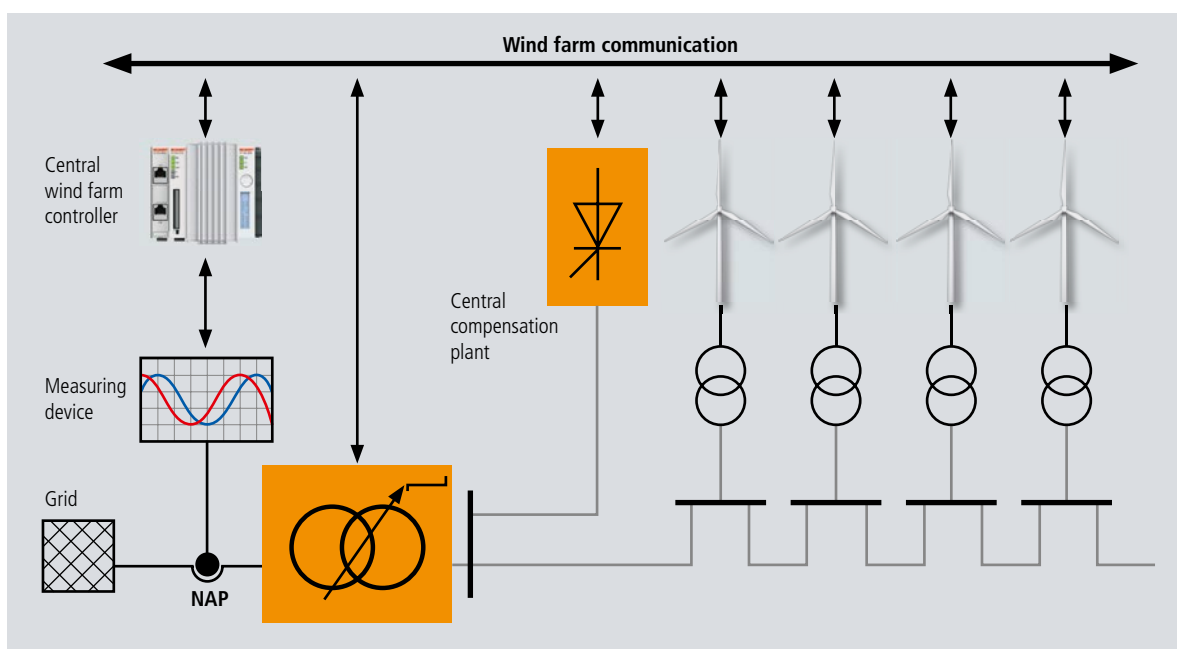 Wind farm communication
Central
wind farm
controller
Central
compensation
plant
Measuring
device
Grid
NAP